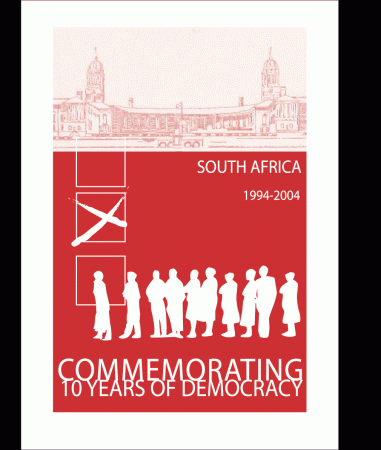 SOUTH AFRICA
1994-2004
COMMEMORATING
10 YEARS OF DEMOCRACY